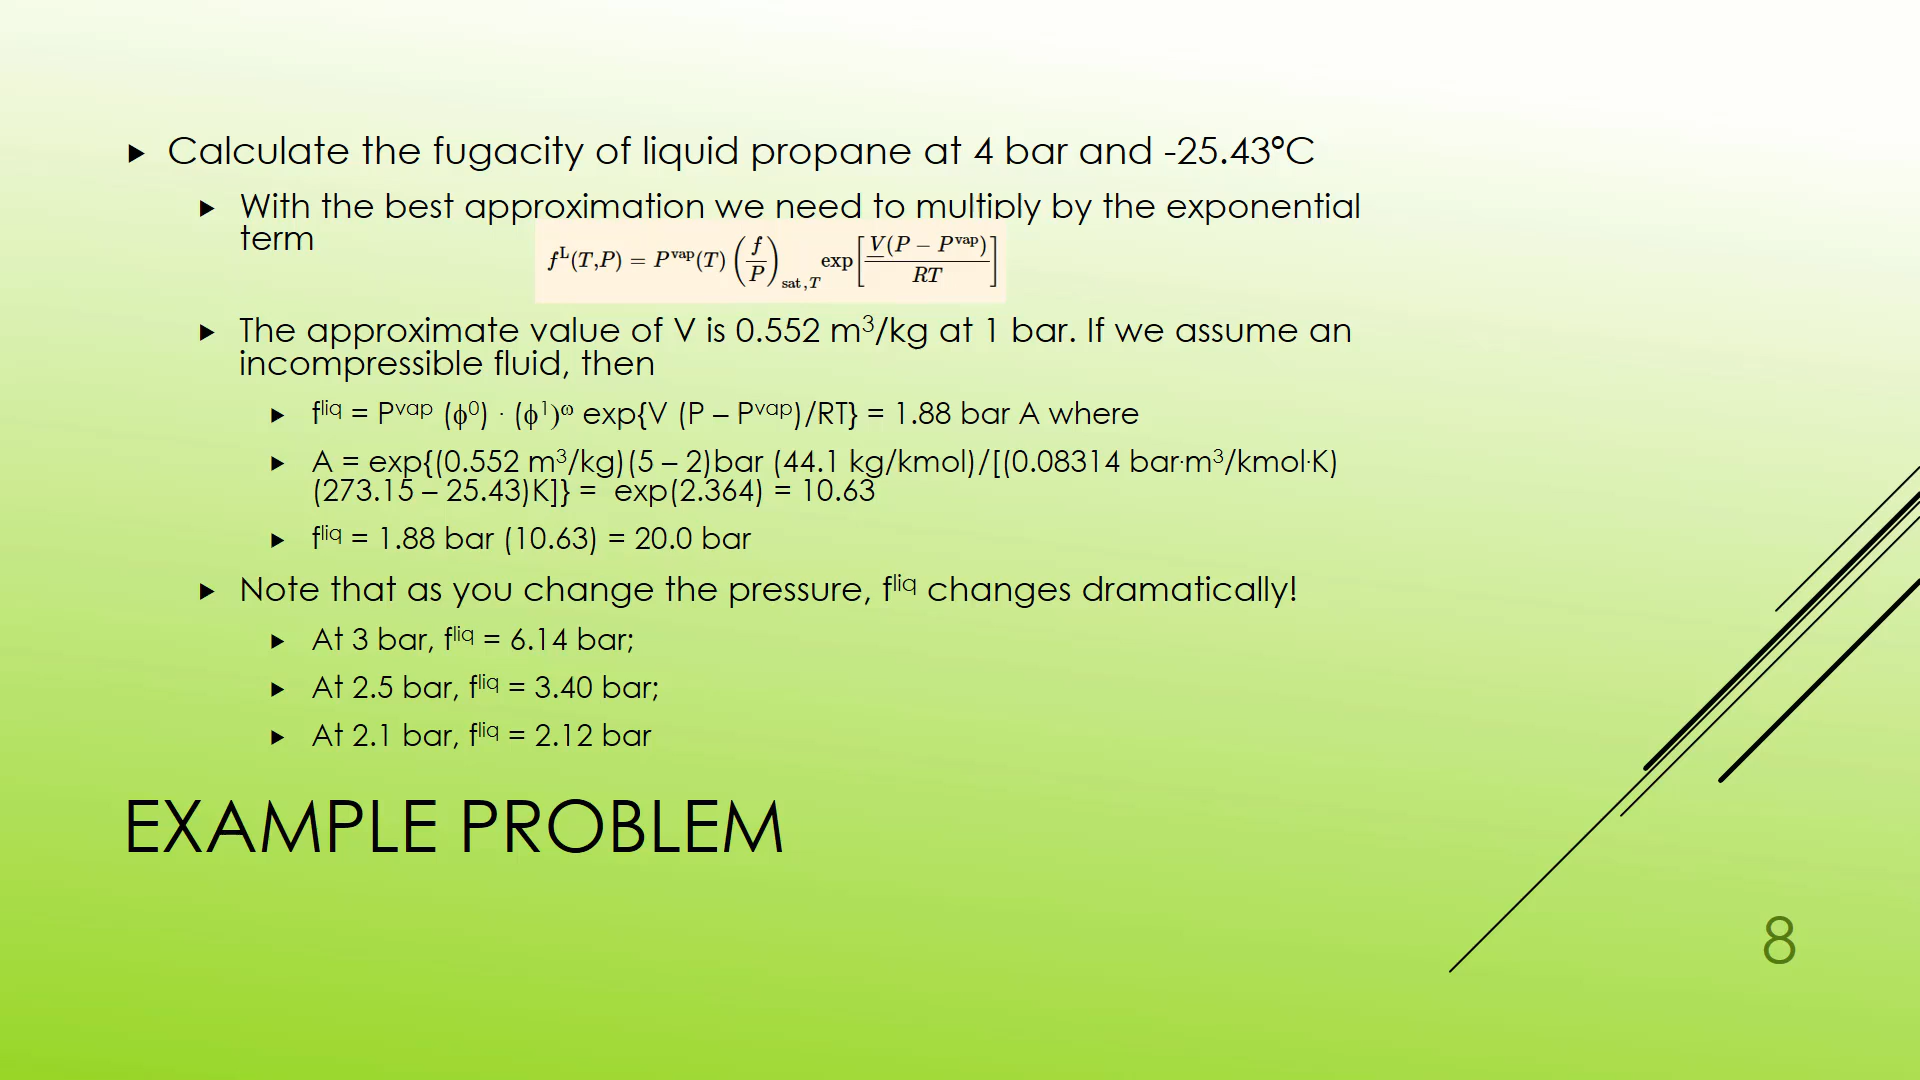 Calculate the fugacity of liquid propane at 4 bar and -25.43ºC
With the best approximation we need to multiply by the exponential
term
f^L(T,P) = P^vap(T) (f/P)_sat,T exp[V(P − P^vap)/RT]
The approximate value of V is 0.552 m³/kg at 1 bar. If we assume an
incompressible fluid, then
f^liq = P^vap (ϕ⁰) · (ϕ¹)^ω exp{V (P – P^vap)/RT} = 1.88 bar A where
A = exp{(0.552 m³/kg)(5 – 2)bar (44.1 kg/kmol)/[(0.08314 bar·m³/kmol·K)
(273.15 – 25.43)K]} = exp(2.364) = 10.63
f^liq = 1.88 bar (10.63) = 20.0 bar
Note that as you change the pressure, f^liq changes dramatically!
At 3 bar, f^liq = 6.14 bar;
At 2.5 bar, f^liq = 3.40 bar;
At 2.1 bar, f^liq = 2.12 bar
EXAMPLE PROBLEM
8